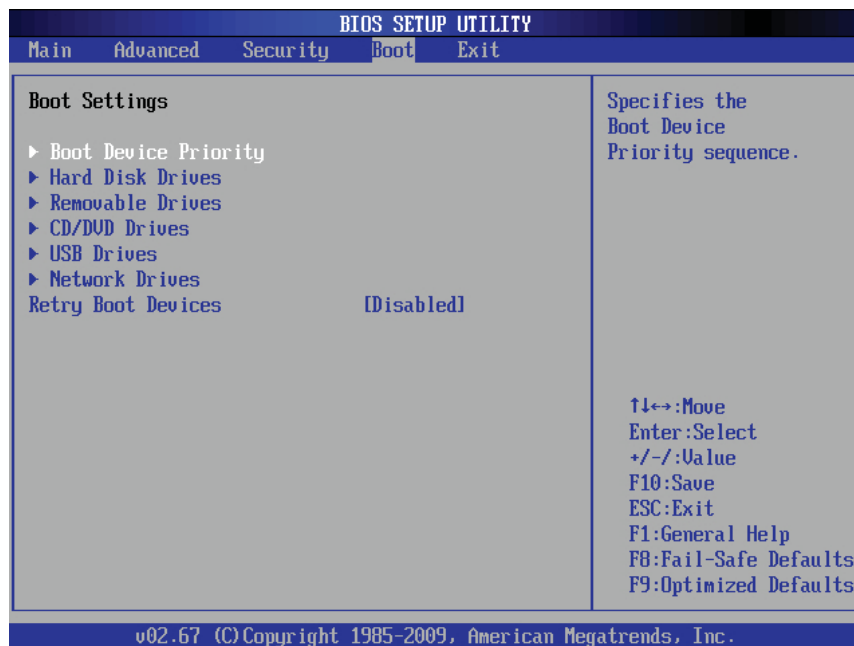 BIOS SETUP UTILITY
Main Advanced Security Boot Exit
Boot Settings
▶ Boot Device Priority
▶ Hard Disk Drives
▶ Removable Drives
▶ CD/DVD Drives
▶ USB Drives
▶ Network Drives
Retry Boot Devices [Disabled]
Specifies the
Boot Device
Priority sequence.
↑↓←→:Move
Enter:Select
+/-/:Value
F10:Save
ESC:Exit
F1:General Help
F8:Fail-Safe Defaults
F9:Optimized Defaults
v02.67 (C)Copyright 1985-2009, American Megatrends, Inc.